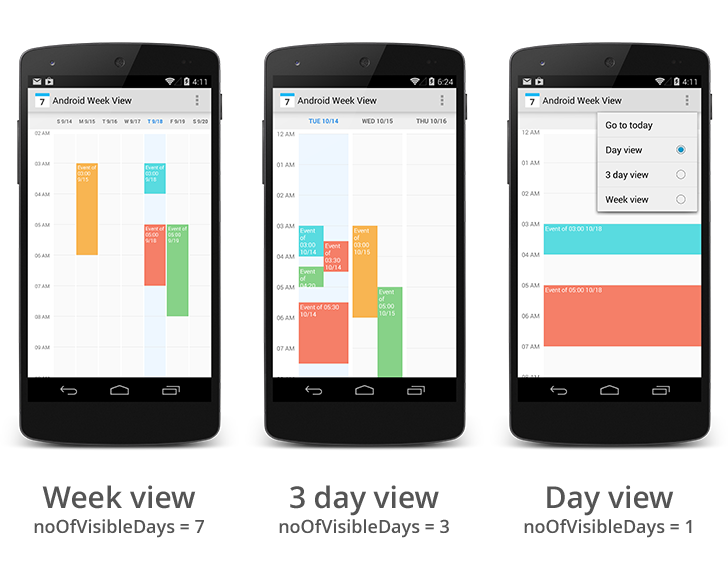 4:11
Android Week View
7
S 9/14 M 9/15 T 9/16 W 9/17 T 9/18 F 9/19 S 9/20
02 AM
03 AM
Event of
03:00
9/15
Event of
03:00
9/18
04 AM
05 AM
Event of
05:00
9/18
Event of
05:00
9/18
06 AM
07 AM
08 AM
09 AM
6:24
Android Week View
7
TUE 10/14 WED 10/15 THU 10/16
12 AM
01 AM
02 AM
03 AM
Event
of
03:00
10/14
Event
of
03:30
10/14
Event
of
03:00
10/15
04 AM
Event
of
04:20
05 AM
Event of 05:30
10/14
Event
of
05:00
10/15
06 AM
07 AM
4:11
Android Week View
7
Go to today
Day view
3 day view
Week view
12 AM
01 AM
02 AM
03 AM
Event of 03:00 10/18
04 AM
05 AM
Event of 05:00 10/18
06 AM
07 AM
05 AM
Week view
noOfVisibleDays = 7
3 day view
noOfVisibleDays = 3
Day view
noOfVisibleDays = 1